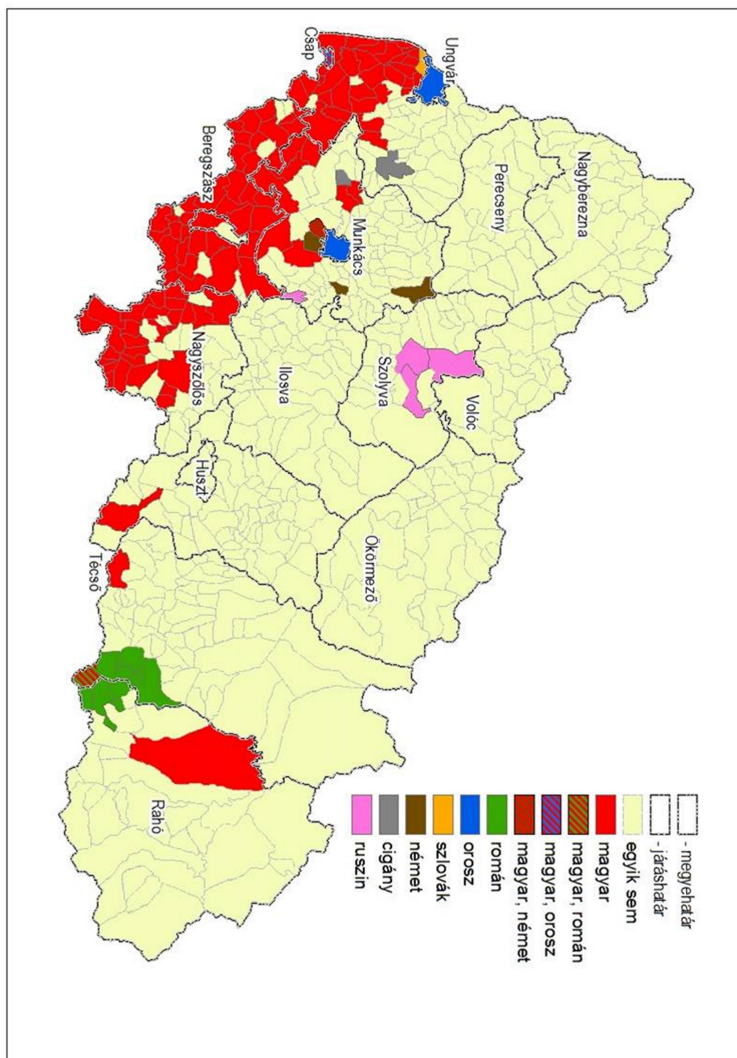 Nagyberezna
Perecseny
Ungvár
Csap
Beregszász
Munkács
Volóc
Szolyva
Ilosva
Nagyszőlős
Huszt
Ökörmező
Técső
Rahó
- megyehatár
- járáshatár
egyik sem
magyar
magyar, román
magyar, orosz
magyar, német
román
orosz
szlovák
német
cigány
ruszin